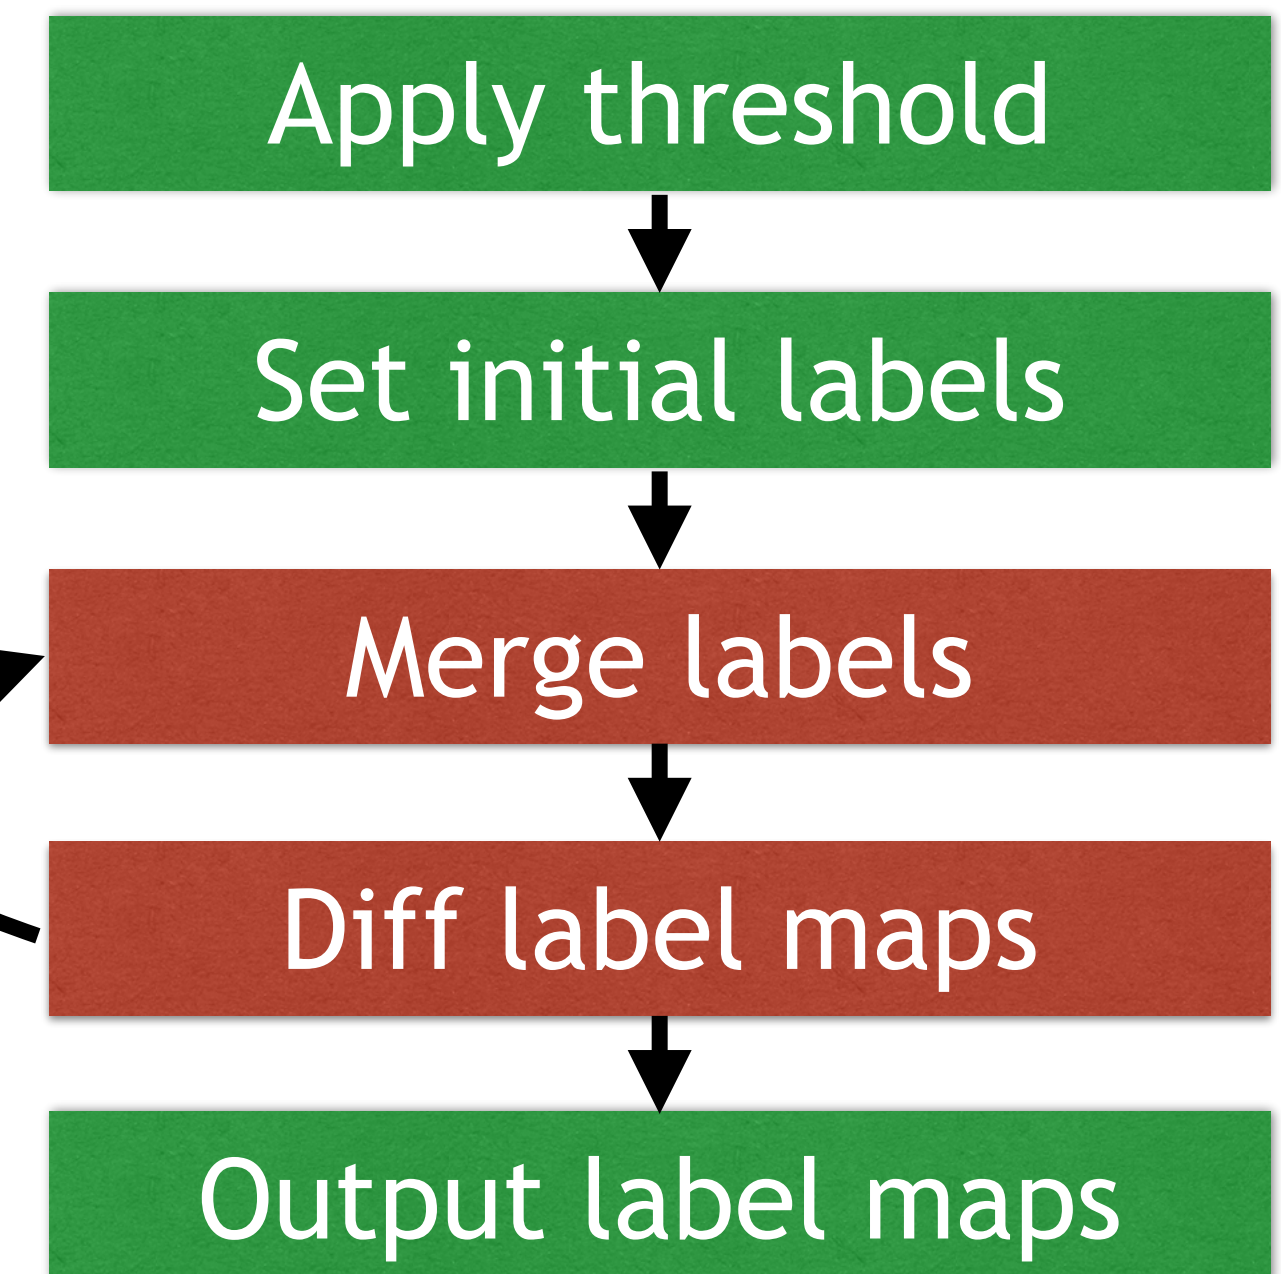 Apply threshold
Set initial labels
Merge labels
Diff label maps
Output label maps